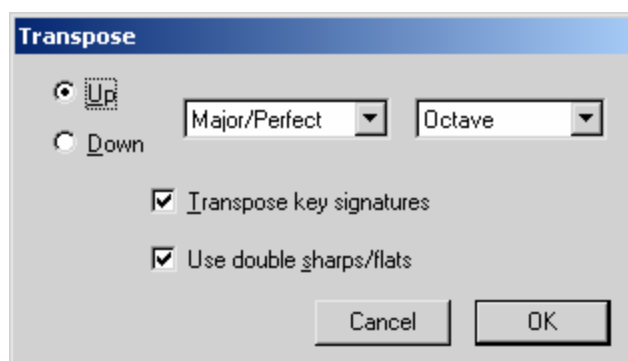 Transpose
Up
Major/Perfect Octave
Down
Transpose key signatures
Use double sharps/flats
Cancel OK